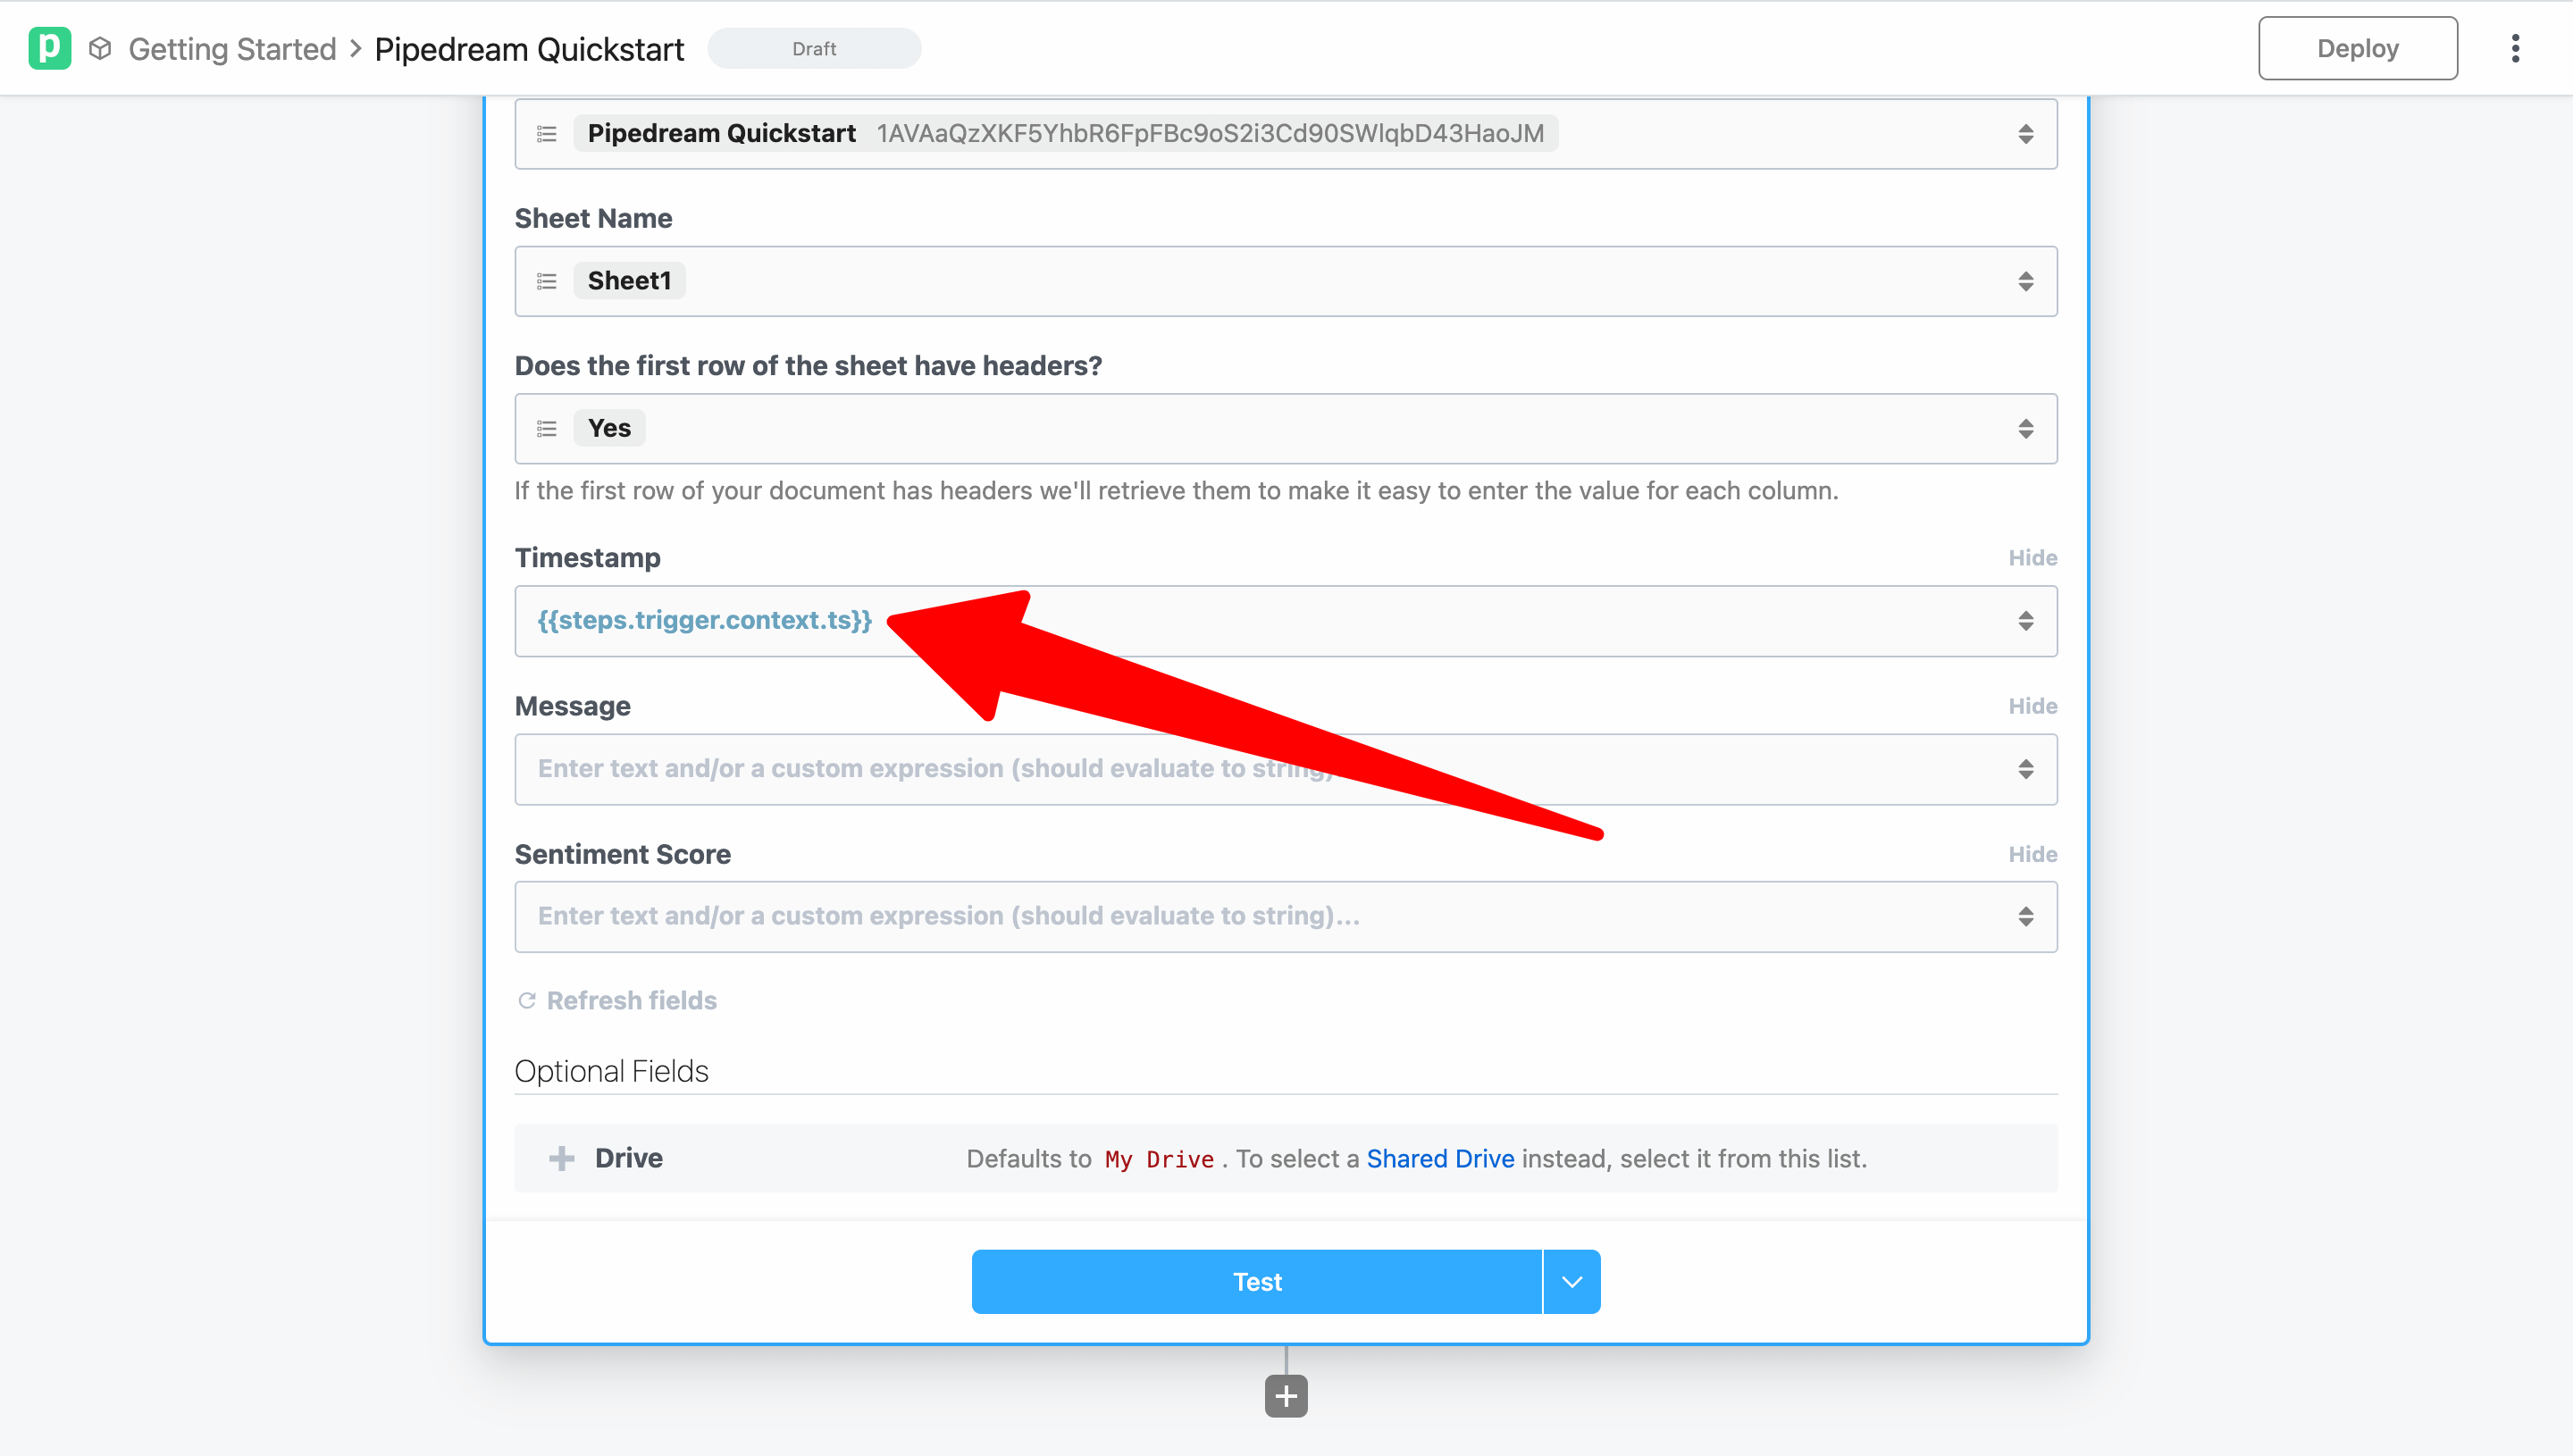 p Getting Started > Pipedream Quickstart Draft Deploy
Pipedream Quickstart 1AVAaQzXKF5YhbR6FpFBc9oS2i3Cd90SWlqbD43HaoJM
Sheet Name
Sheet1
Does the first row of the sheet have headers?
Yes
If the first row of your document has headers we'll retrieve them to make it easy to enter the value for each column.
Timestamp Hide
{{steps.trigger.context.ts}}
Message Hide
Enter text and/or a custom expression (should evaluate to string)
Sentiment Score Hide
Enter text and/or a custom expression (should evaluate to string)...
Refresh fields
Optional Fields
Drive Defaults to My Drive . To select a Shared Drive instead, select it from this list.
Test